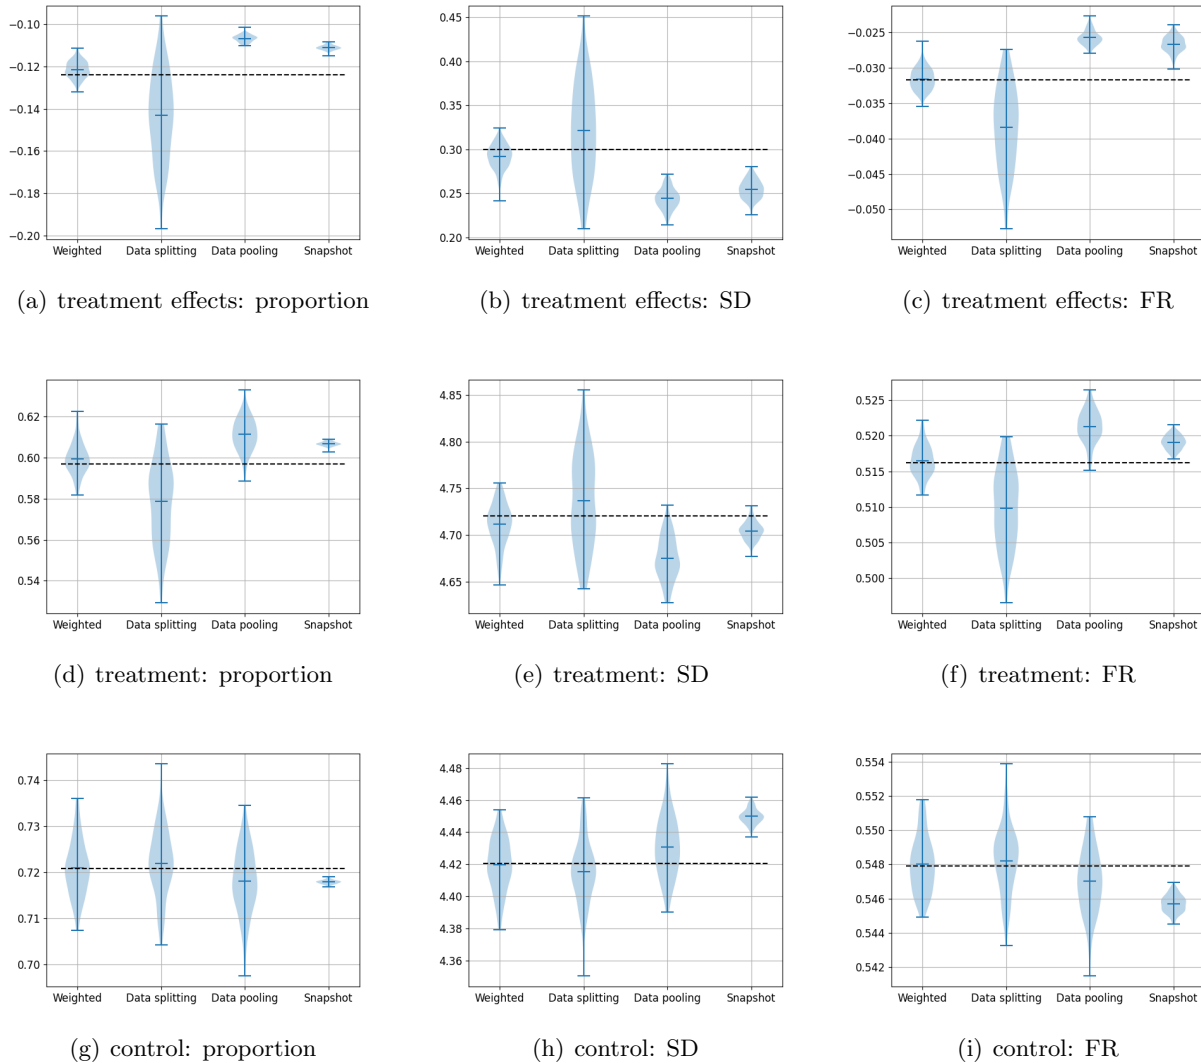 −0.10
−0.12
−0.14
−0.16
−0.18
−0.20
Weighted Data splitting Data pooling Snapshot
(a) treatment effects: proportion
0.45
0.40
0.35
0.30
0.25
0.20
Weighted Data splitting Data pooling Snapshot
(b) treatment effects: SD
−0.025
−0.030
−0.035
−0.040
−0.045
−0.050
Weighted Data splitting Data pooling Snapshot
(c) treatment effects: FR
0.62
0.60
0.58
0.56
0.54
Weighted Data splitting Data pooling Snapshot
(d) treatment: proportion
4.85
4.80
4.75
4.70
4.65
Weighted Data splitting Data pooling Snapshot
(e) treatment: SD
0.525
0.520
0.515
0.510
0.505
0.500
Weighted Data splitting Data pooling Snapshot
(f) treatment: FR
0.74
0.73
0.72
0.71
0.70
Weighted Data splitting Data pooling Snapshot
(g) control: proportion
4.48
4.46
4.44
4.42
4.40
4.38
4.36
Weighted Data splitting Data pooling Snapshot
(h) control: SD
0.554
0.552
0.550
0.548
0.546
0.544
0.542
Weighted Data splitting Data pooling Snapshot
(i) control: FR